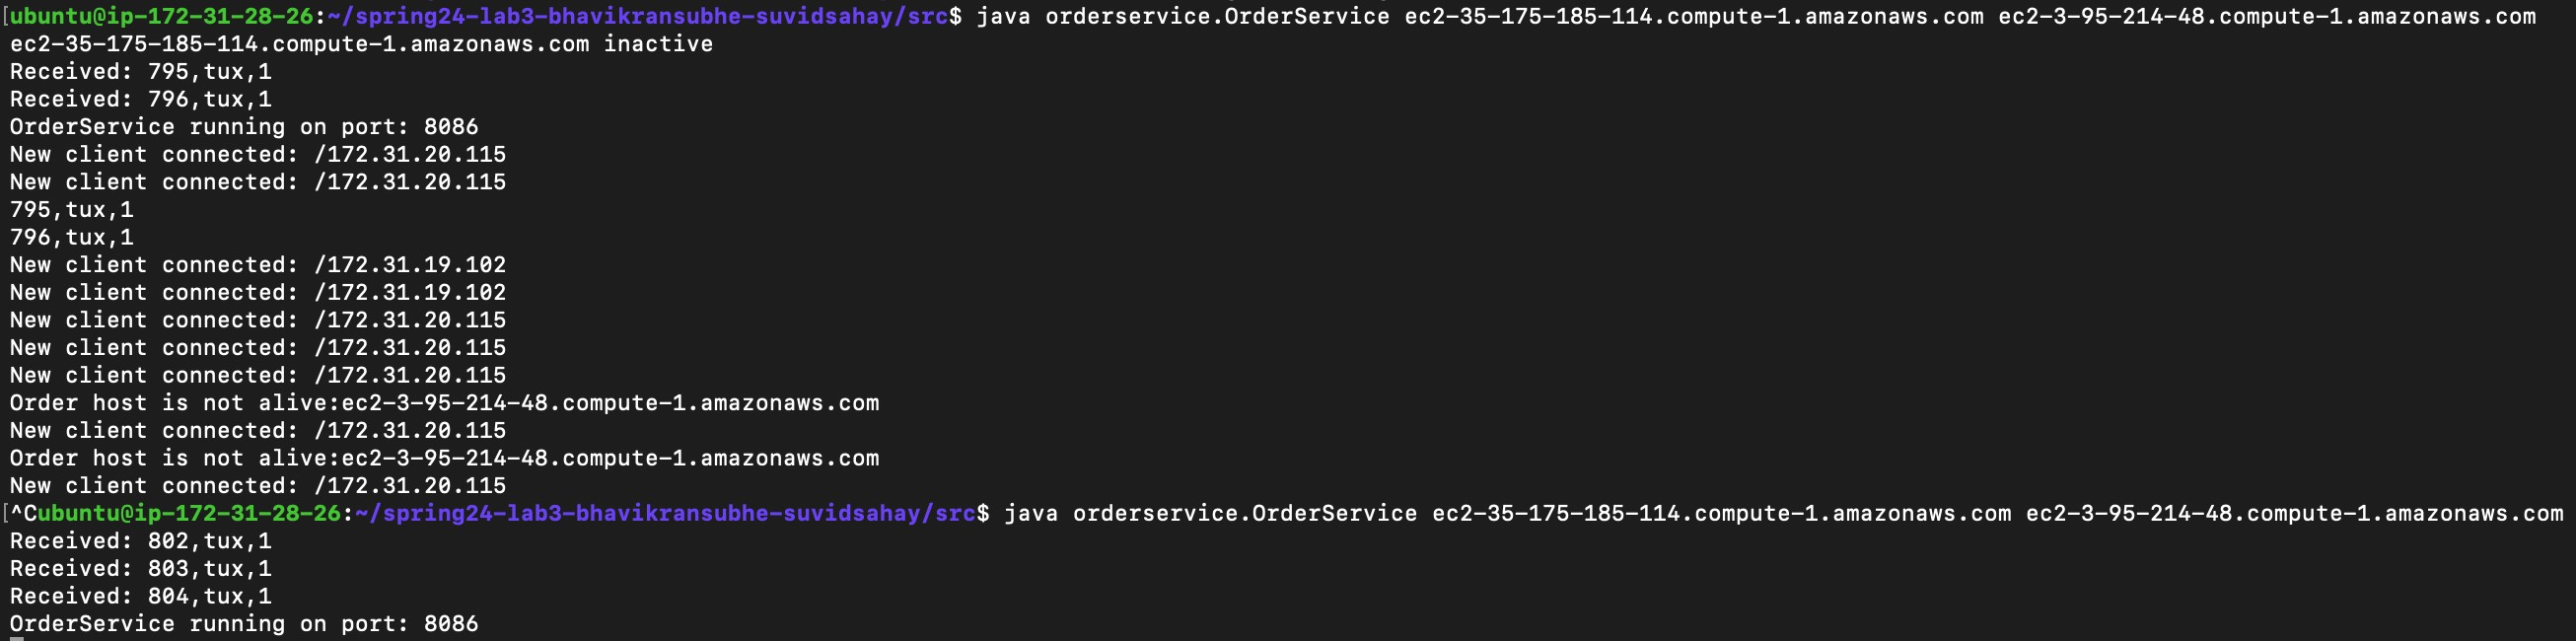 [ubuntu@ip-172-31-28-26:~/spring24-lab3-bhavikransubhe-suvidsahay/src$ java orderservice.OrderService ec2-35-175-185-114.compute-1.amazonaws.com ec2-3-95-214-48.compute-1.amazonaws.com
ec2-35-175-185-114.compute-1.amazonaws.com inactive
Received: 795,tux,1
Received: 796,tux,1
OrderService running on port: 8086
New client connected: /172.31.20.115
New client connected: /172.31.20.115
795,tux,1
796,tux,1
New client connected: /172.31.19.102
New client connected: /172.31.19.102
New client connected: /172.31.20.115
New client connected: /172.31.20.115
New client connected: /172.31.20.115
Order host is not alive:ec2-3-95-214-48.compute-1.amazonaws.com
New client connected: /172.31.20.115
Order host is not alive:ec2-3-95-214-48.compute-1.amazonaws.com
New client connected: /172.31.20.115
[^Cubuntu@ip-172-31-28-26:~/spring24-lab3-bhavikransubhe-suvidsahay/src$ java orderservice.OrderService ec2-35-175-185-114.compute-1.amazonaws.com ec2-3-95-214-48.compute-1.amazonaws.com
Received: 802,tux,1
Received: 803,tux,1
Received: 804,tux,1
OrderService running on port: 8086